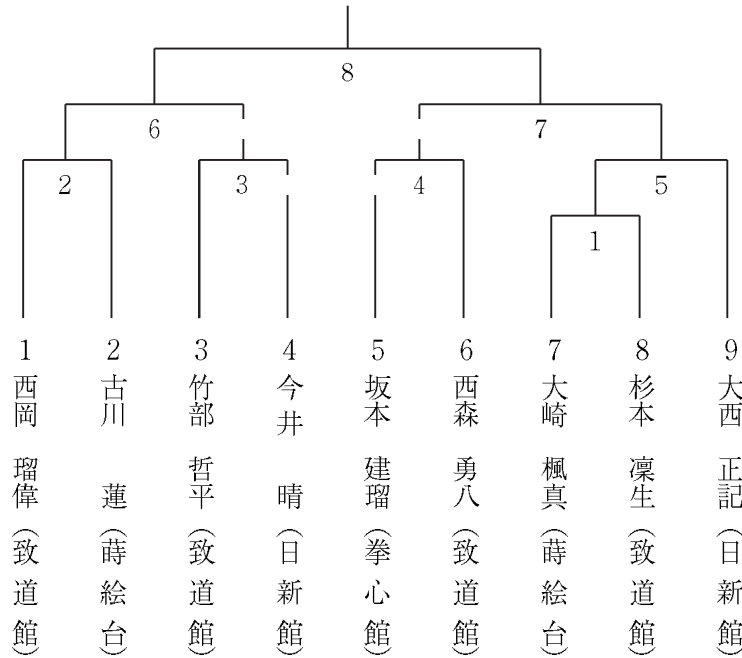 8
6
7
2
3
4
5
1
1 西岡 瑠偉 (致道館)
2 古川 蓮 (蒔絵台)
3 竹部 哲平 (致道館)
4 今井 晴 (日新館)
5 坂本 建瑠 (拳心館)
6 西森 勇八 (致道館)
7 大崎 楓真 (蒔絵台)
8 杉本 凜生 (致道館)
9 大西 正記 (日新館)